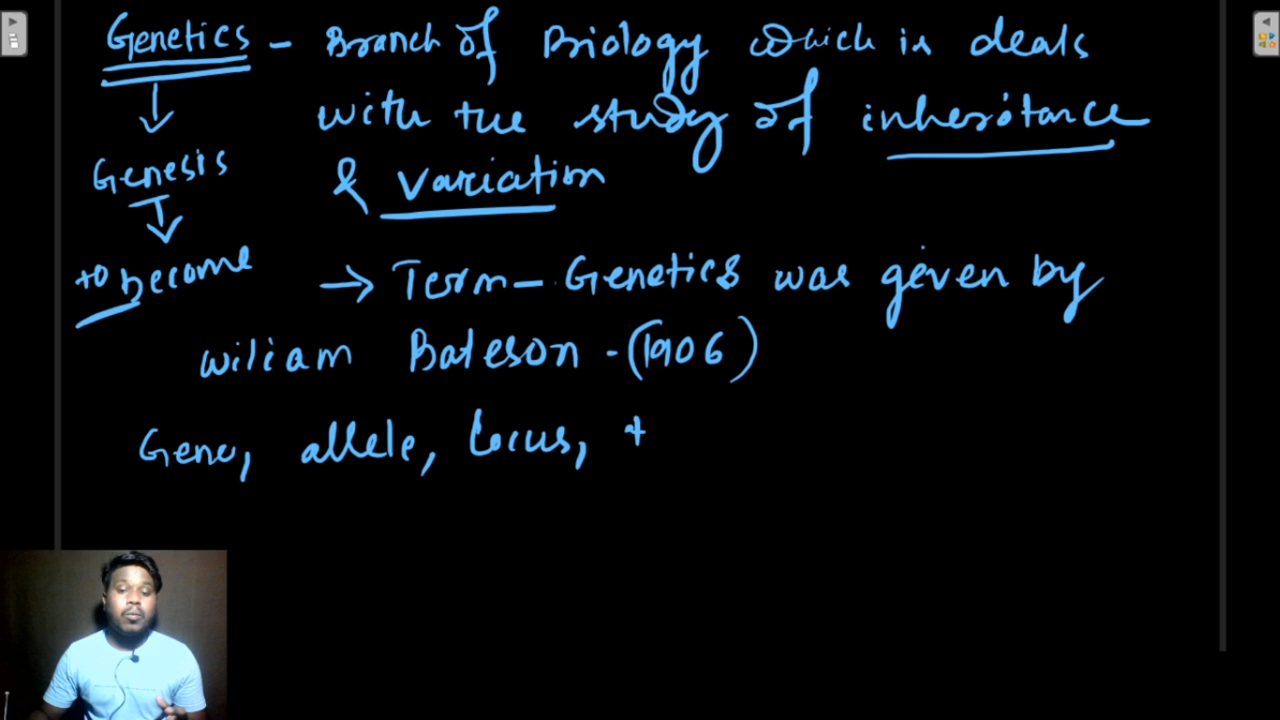 Genetics - Branch of Biology which is deals
with the study of inheritance
Genesis
& variation
to become
→ Term - Genetics was given by
Wiliam Bateson - (1906)
Gene, allele, Locus, t